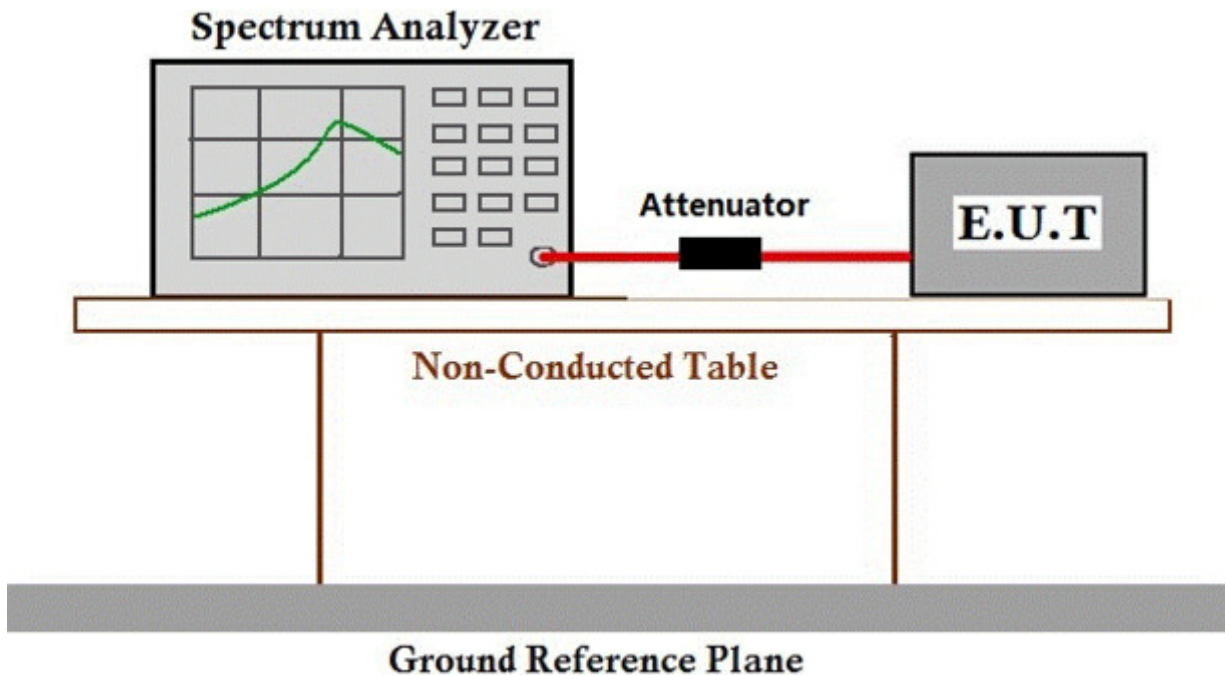 Spectrum Analyzer
Attenuator
E.U.T
Non-Conducted Table
Ground Reference Plane